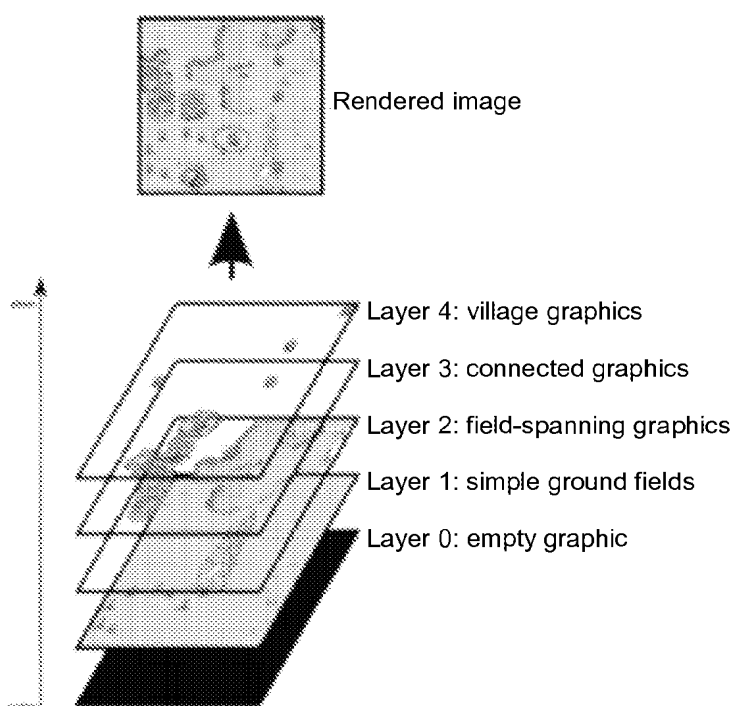 Rendered image
Layer 4: village graphics
Layer 3: connected graphics
Layer 2: field-spanning graphics
Layer 1: simple ground fields
Layer 0: empty graphic